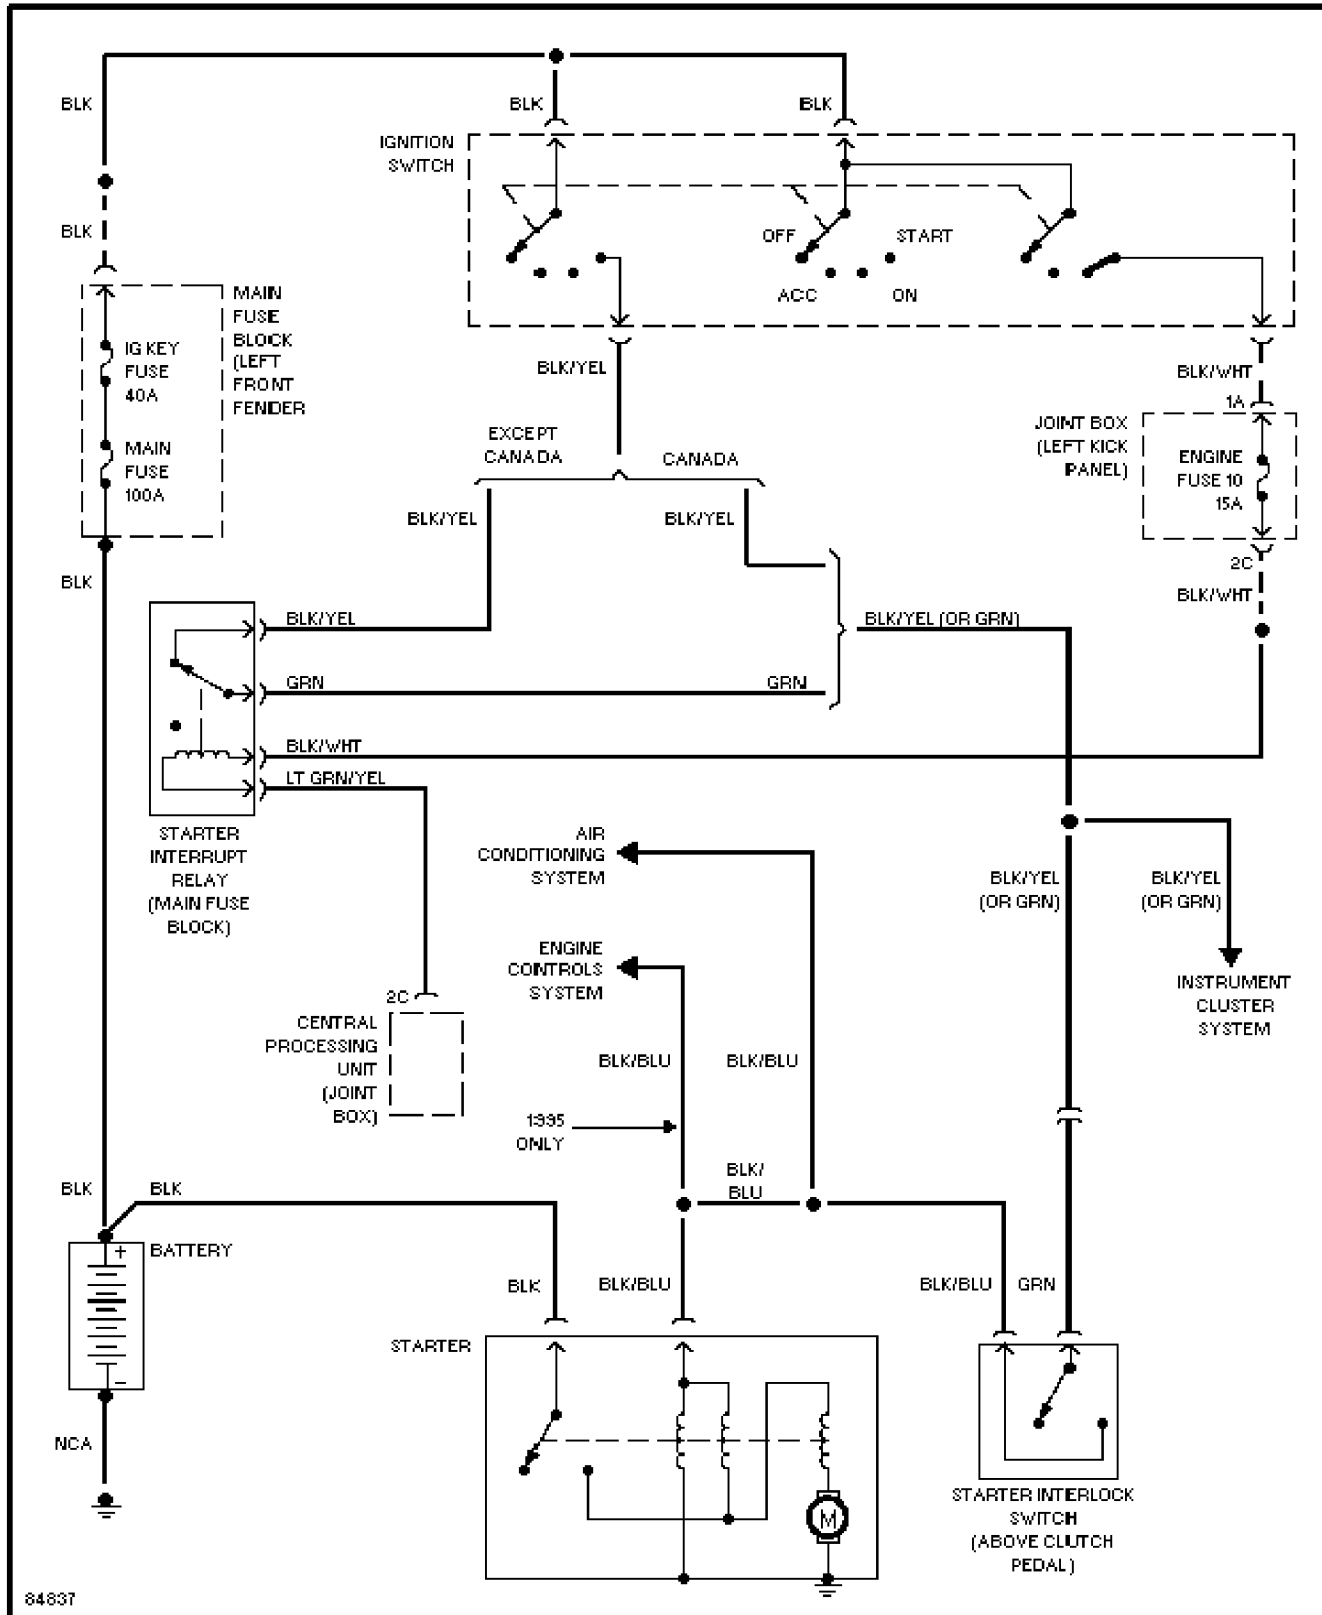 BLK
BLK
BLK
IGNITION
SWITCH
BLK
OFF
START
ACC
ON
MAIN
FUSE
BLOCK
(LEFT
FRONT
FENDER
IG KEY
FUSE
40A
MAIN
FUSE
100A
BLK/YEL
BLK/WHT
1A
JOINT BOX
(LEFT KICK
PANEL)
ENGINE
FUSE 10
15A
2C
BLK/WHT
EXCEPT
CANADA
CANADA
BLK/YEL
BLK/YEL
BLK
BLK/YEL
BLK/YEL (OR GRN)
GRN
GRN
BLK/WHT
LT GRN/YEL
STARTER
INTERRUPT
RELAY
(MAIN FUSE
BLOCK)
AIR
CONDITIONING
SYSTEM
BLK/YEL
(OR GRN)
BLK/YEL
(OR GRN)
ENGINE
CONTROLS
SYSTEM
INSTRUMENT
CLUSTER
SYSTEM
2C
CENTRAL
PROCESSING
UNIT
(JOINT
BOX)
BLK/BLU
BLK/BLU
1995
ONLY
BLK/
BLU
BLK
BLK
+
BATTERY
–
BLK
BLK/BLU
BLK/BLU
GRN
STARTER
NCA
M
STARTER INTERLOCK
SWITCH
(ABOVE CLUTCH
PEDAL)
84837